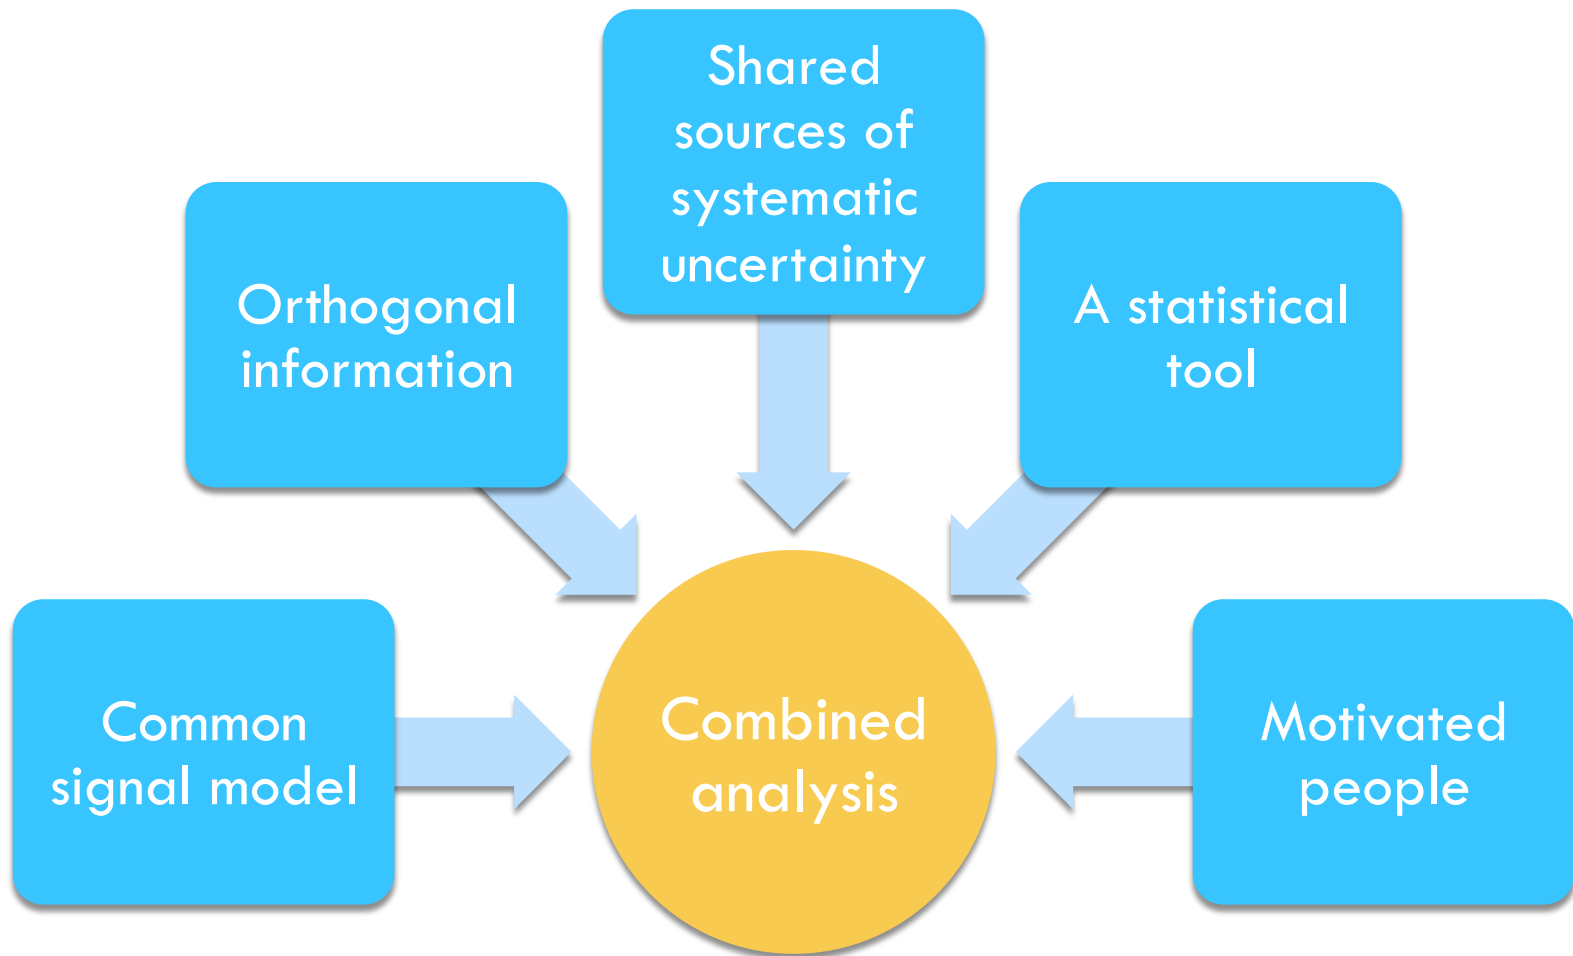 Shared
sources of
systematic
uncertainty
Orthogonal
information
A statistical
tool
Common
signal model
Combined
analysis
Motivated
people